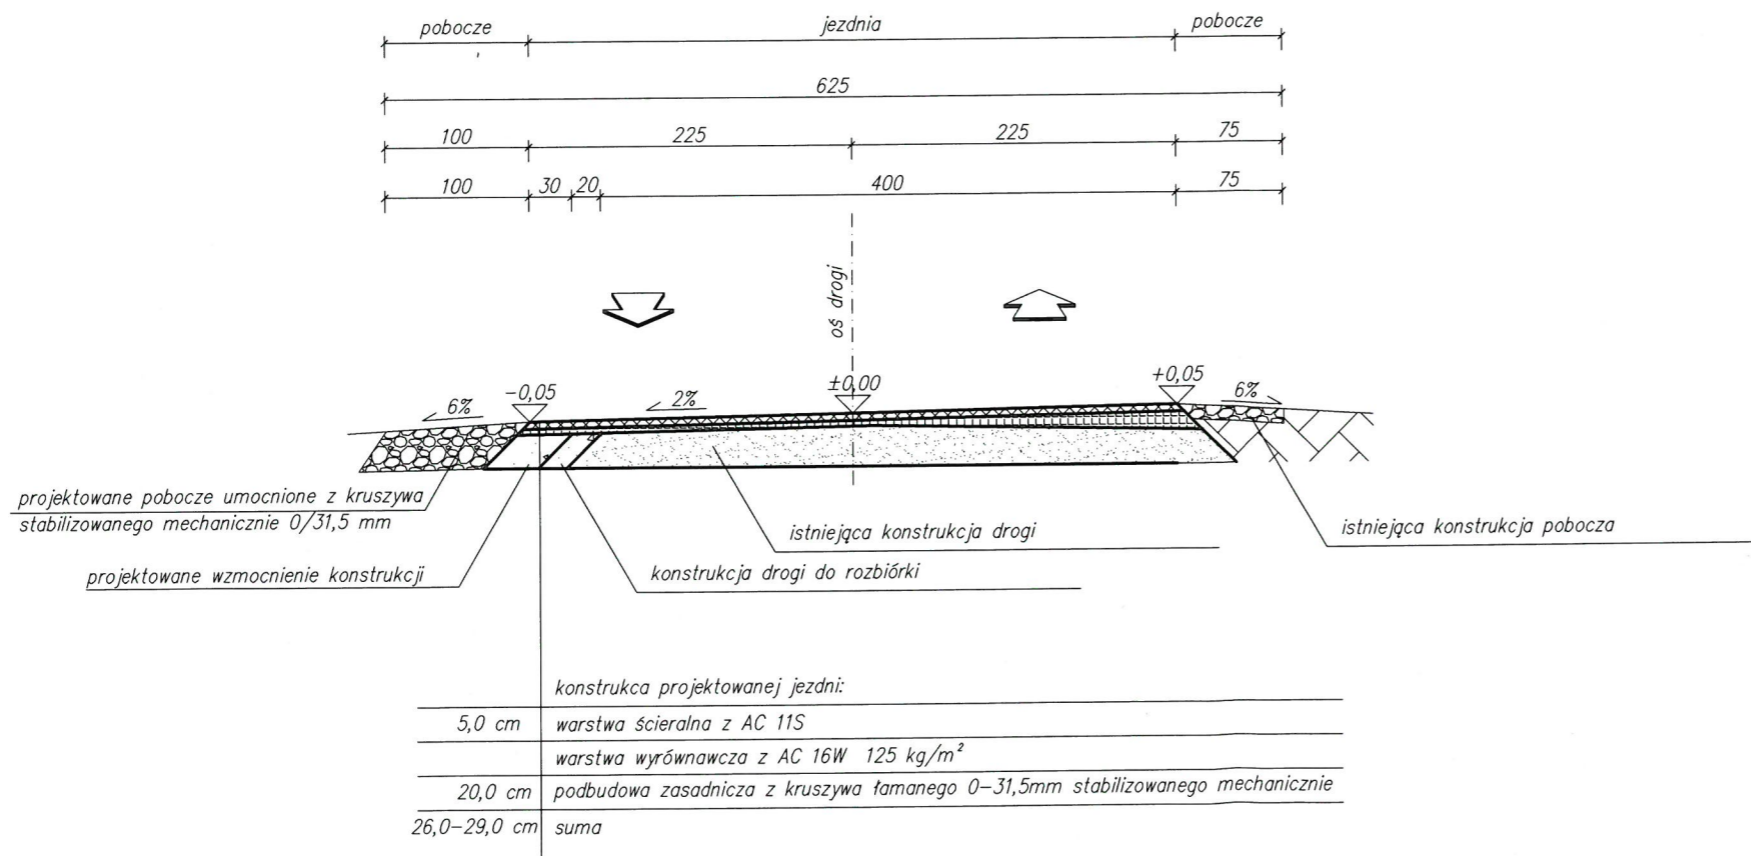 pobocze jezdnia pobocze
625
100 225 225 75
100 30 20 400 75
oś drogi
-0,05 ±0,00 +0,05
6% 2% 6%
projektowane pobocze umocnione z kruszywa
stabilizowanego mechanicznie 0/31,5 mm
istniejąca konstrukcja drogi
istniejąca konstrukcja pobocza
projektowane wzmocnienie konstrukcji
konstrukcja drogi do rozbiórki
konstrukca projektowanej jezdni:
5,0 cm warstwa ścieralna z AC 11S
warstwa wyrównawcza z AC 16W 125 kg/m²
20,0 cm podbudowa zasadnicza z kruszywa łamanego 0-31,5mm stabilizowanego mechanicznie
26,0-29,0 cm suma